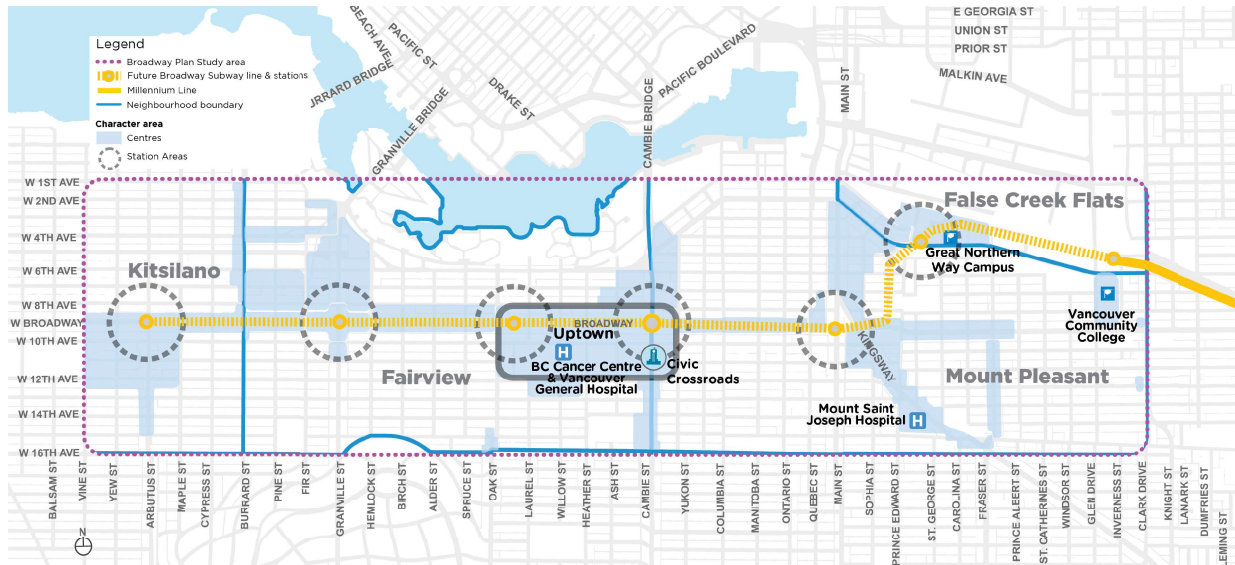 Legend
Broadway Plan Study area
Future Broadway Subway line & stations
Millennium Line
Neighbourhood boundary
Character area
Centres
Station Areas
BEACH AVE
PACIFIC ST
JRRARD BRIDGE
GRANVILLE BRIDGE
DRAKE ST
PACIFIC BOULEVARD
CAMBIE BRIDGE
MAIN ST
E GEORGIA ST
UNION ST
PRIOR ST
MALKIN AVE
W 1ST AVE
W 2ND AVE
W 4TH AVE
W 6TH AVE
W 8TH AVE
W BROADWAY
W 10TH AVE
W 12TH AVE
W 14TH AVE
W 16TH AVE
Kitsilano
Fairview
False Creek Flats
Mount Pleasant
Great Northern
Way Campus
Vancouver
Community
College
BROADWAY
Uptown
H
BC Cancer Centre
& Vancouver
General Hospital
Civic
Crossroads
KINGSWAY
Mount Saint
Joseph Hospital
H
BALSAM ST
VINE ST
YEW ST
ARBUTUS ST
MAPLE ST
CYPRESS ST
BURRARD ST
PINE ST
FIR ST
GRANVILLE ST
HEMLOCK ST
BIRCH ST
ALDER ST
SPRUCE ST
OAK ST
LAUREL ST
WILLOW ST
HEATHER ST
ASH ST
CAMBIE ST
YUKON ST
COLUMBIA ST
MANITOBA ST
ONTARIO ST
QUEBEC ST
MAIN ST
SOPHIA ST
PRINCE EDWARD ST
ST. GEORGE ST
CAROLINA ST
FRASER ST
PRINCE ALEERT ST
ST. CATHERINES ST
WINDSOR ST
GLEN DRIVE
INVERNESS ST
CLARK DRIVE
KNIGHT ST
LANARK ST
DUMFRIES ST
LEMING ST
N